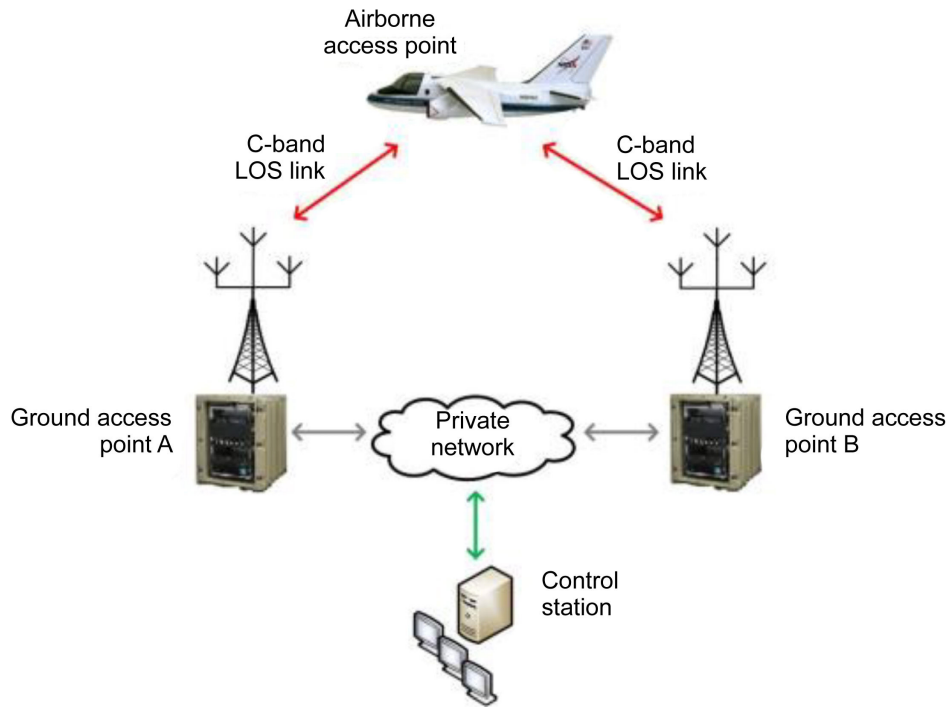 Airborne
access point
C-band
LOS link
C-band
LOS link
Ground access
point A
Private
network
Ground access
point B
Control
station